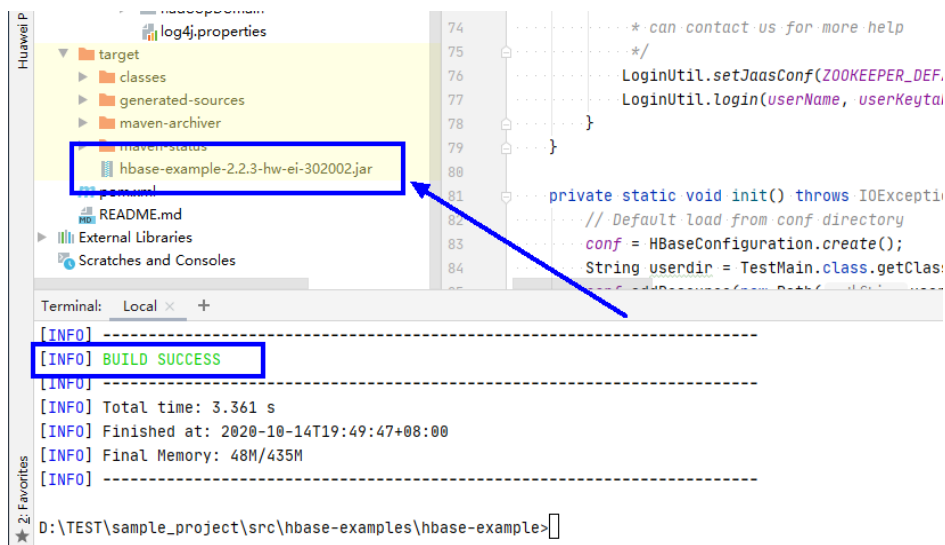 Huawei P
hadoopDomain
log4j.properties
target
classes
generated-sources
maven-archiver
maven-status
hbase-example-2.2.3-hw-ei-302002.jar
pom.xml
README.md
External Libraries
Scratches and Consoles
74 * can contact us for more help
75 */
76 LoginUtil.setJaasConf(ZOOKEEPER_DEF
77 LoginUtil.login(userName, userKeytab
78 }
79 }
80
81 private static void init() throws IOExceptio
82 // Default load from conf directory
83 conf = HBaseConfiguration.create();
84 String userdir = TestMain.class.getClass
Terminal: Local × +
[INFO] ------------------------------------------------------------------------
[INFO] BUILD SUCCESS
[INFO] ------------------------------------------------------------------------
[INFO] Total time: 3.361 s
[INFO] Finished at: 2020-10-14T19:49:47+08:00
[INFO] Final Memory: 48M/435M
[INFO] ------------------------------------------------------------------------
2: Favorites
D:\TEST\sample_project\src\hbase-examples\hbase-example>